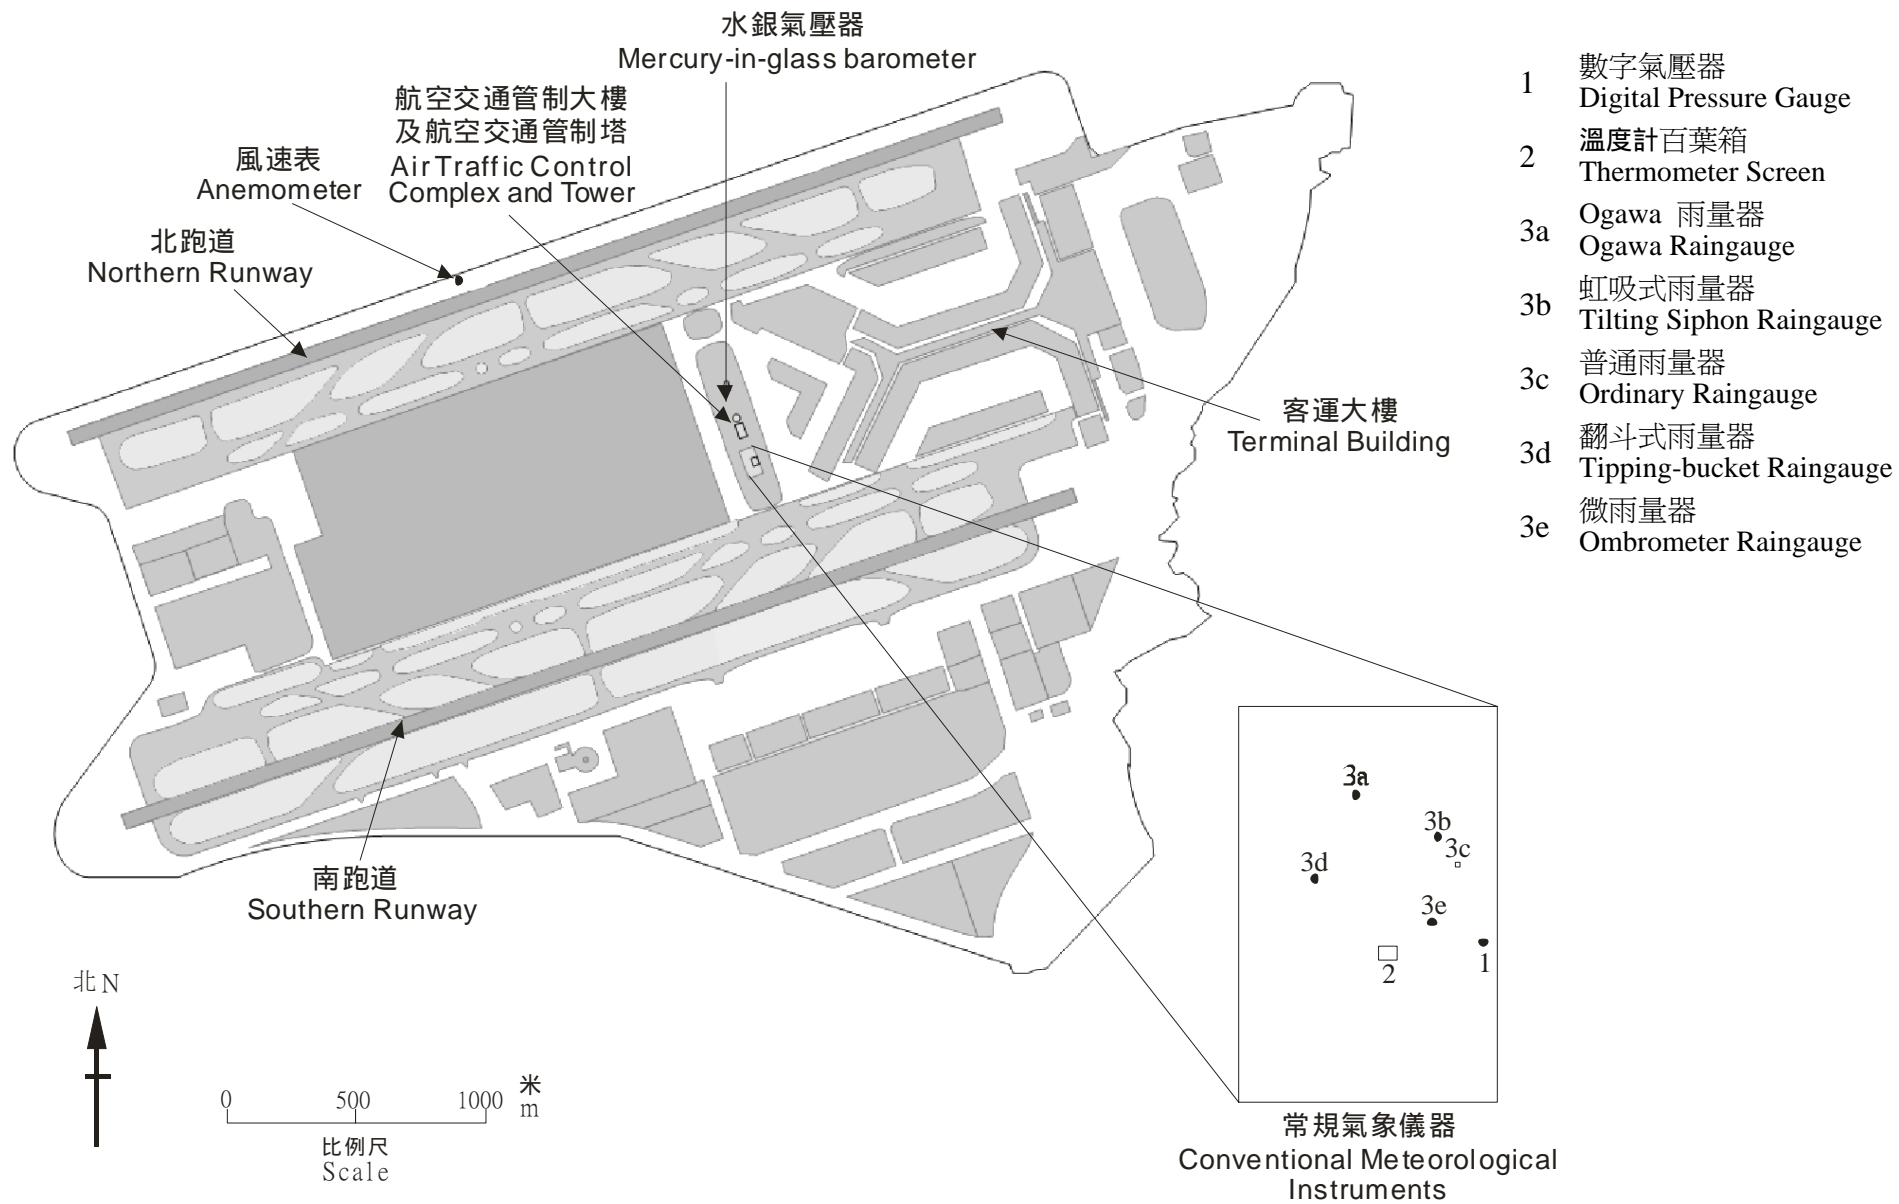 水銀氣壓器
Mercury-in-glass barometer
航空交通管制大樓
及航空交通管制塔
Air Traffic Control
Complex and Tower
風速表
Anemometer
北跑道
Northern Runway
客運大樓
Terminal Building
南跑道
Southern Runway
1
數字氣壓器
Digital Pressure Gauge
2
溫度計百葉箱
Thermometer Screen
3a
Ogawa 雨量器
Ogawa Raingauge
3b
虹吸式雨量器
Tilting Siphon Raingauge
3c
普通雨量器
Ordinary Raingauge
3d
翻斗式雨量器
Tipping-bucket Raingauge
3e
微雨量器
Ombrometer Raingauge
3a
3b
3c
3d
3e
2
1
常規氣象儀器
Conventional Meteorological
Instruments
北 N
0 500 1000 米
m
比例尺
Scale